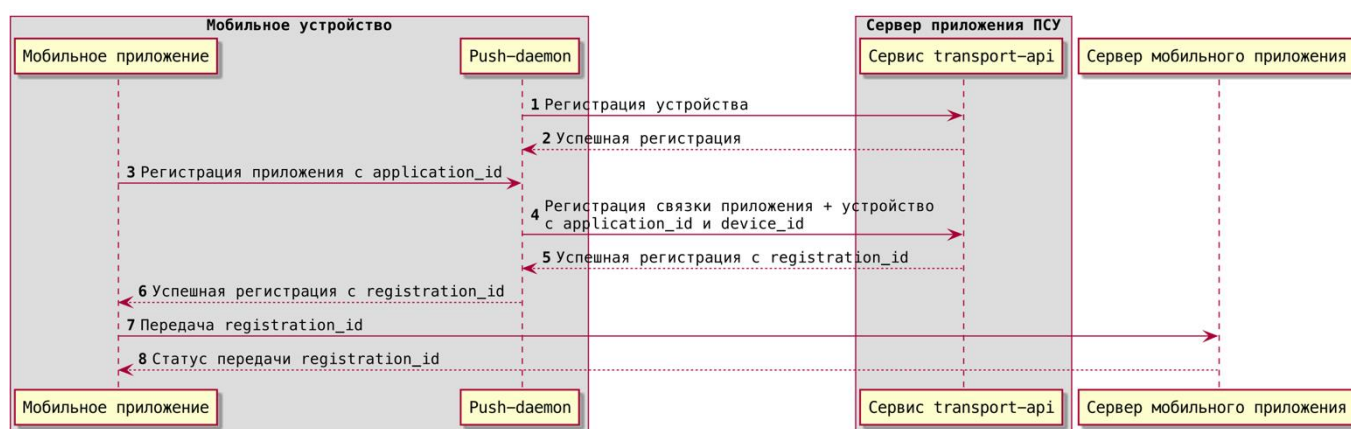 Мобильное устройство
Сервер приложения ПСУ
Мобильное приложение
Push-daemon
Сервис transport-api
Сервер мобильного приложения
1 Регистрация устройства
2 Успешная регистрация
3 Регистрация приложения с application_id
4 Регистрация связки приложения + устройство
с application_id и device_id
5 Успешная регистрация с registration_id
6 Успешная регистрация с registration_id
7 Передача registration_id
8 Статус передачи registration_id
Мобильное приложение
Push-daemon
Сервис transport-api
Сервер мобильного приложения